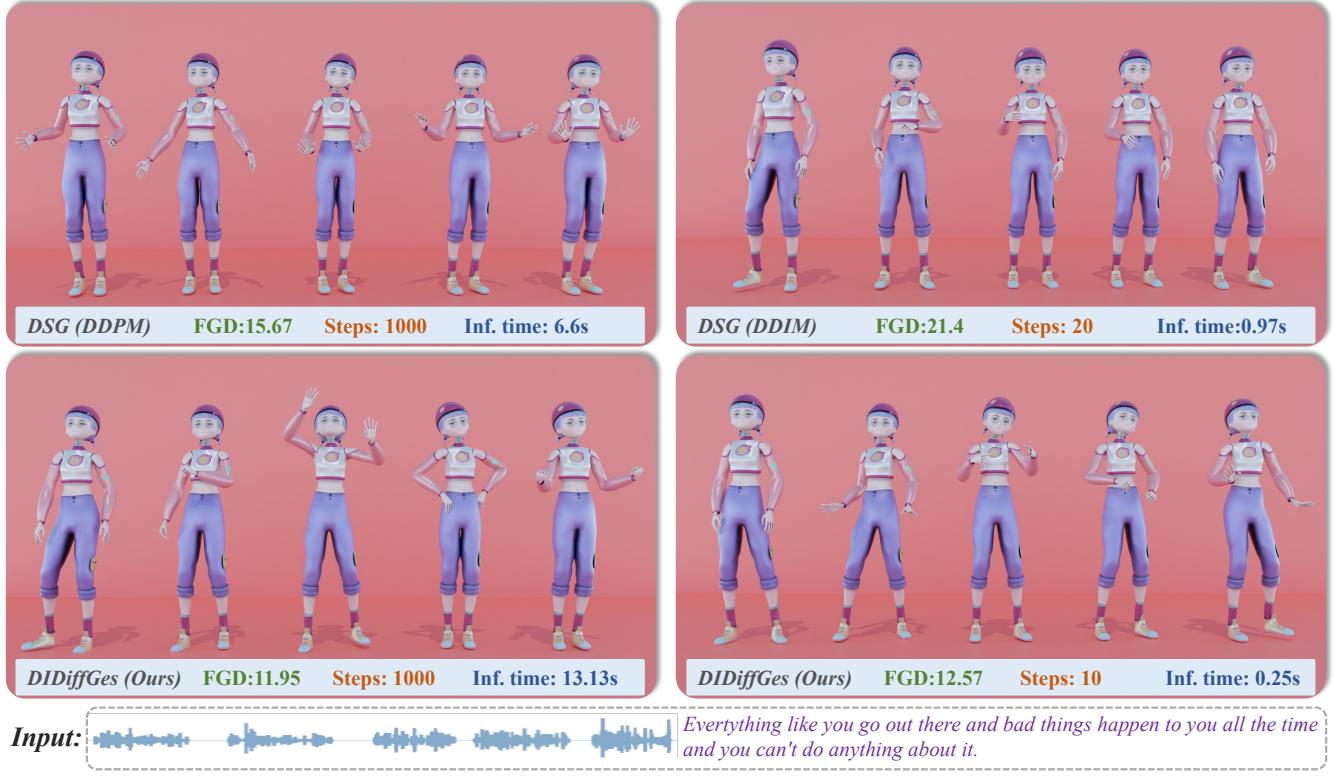 DSG (DDPM) FGD:15.67 Steps: 1000 Inf. time: 6.6s
DSG (DDIM) FGD:21.4 Steps: 20 Inf. time:0.97s
DIDiffGes (Ours) FGD:11.95 Steps: 1000 Inf. time: 13.13s
DIDiffGes (Ours) FGD:12.57 Steps: 10 Inf. time: 0.25s
Input:
Evertything like you go out there and bad things happen to you all the time
and you can't do anything about it.